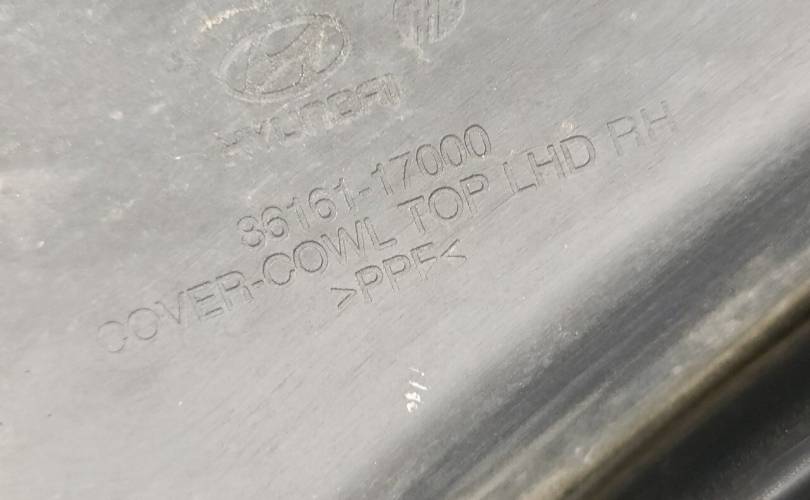 HYUNDAI
86161-17000
COVER-COWL TOP LHD RH
>PPF<